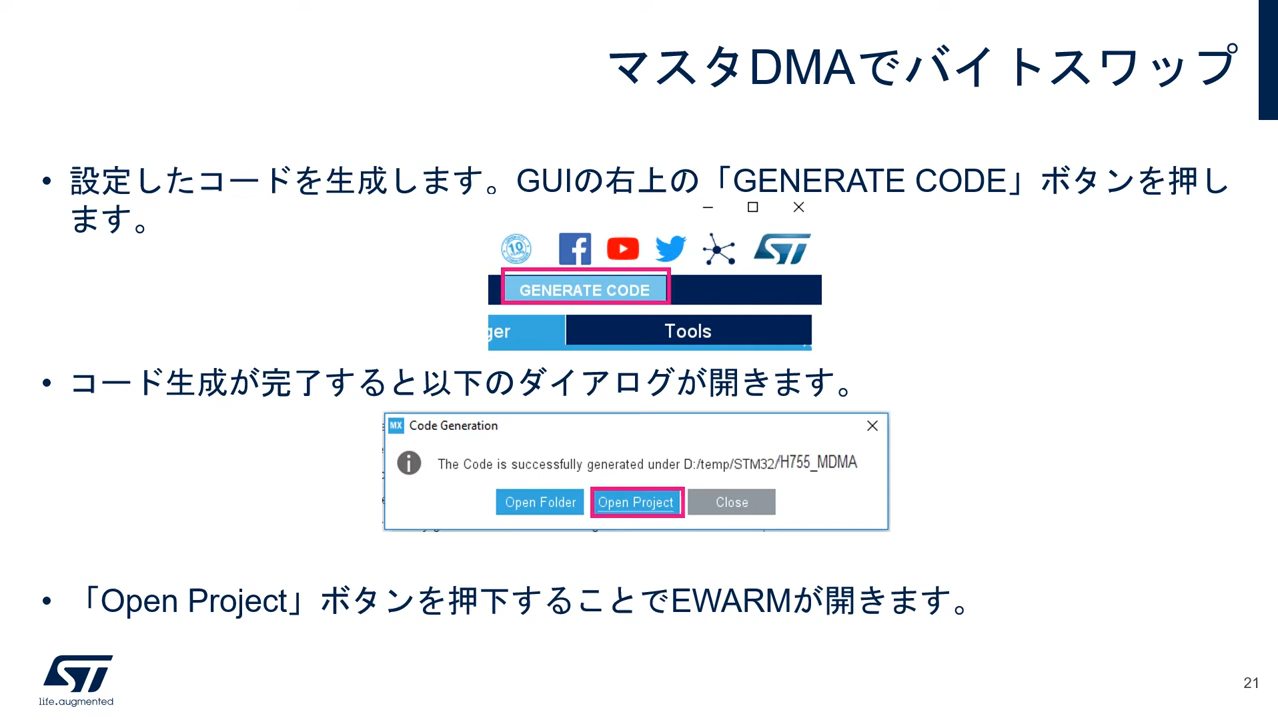 マスタDMAでバイトスワップ
• 設定したコードを生成します。GUIの右上の「GENERATE CODE」ボタンを押し
ます。
10
GENERATE CODE
ger
Tools
• コード生成が完了すると以下のダイアログが開きます。
MX Code Generation
The Code is successfully generated under D:/temp/STM32/H755_MDMA
Open Folder Open Project Close
• 「Open Project」ボタンを押下することでEWARMが開きます。
ST
life.augmented
21